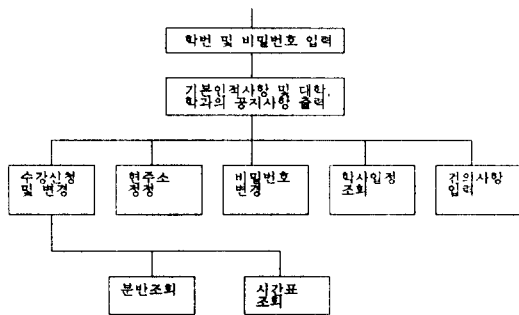 학번 및 비밀번호 입력
기본인적사항 및 대학,
학과의 공지사항 출력
수강신청
및 변경
현주소
정정
비밀번호
변경
학사일정
조회
건의사항
입력
분반조회
시간표
조회